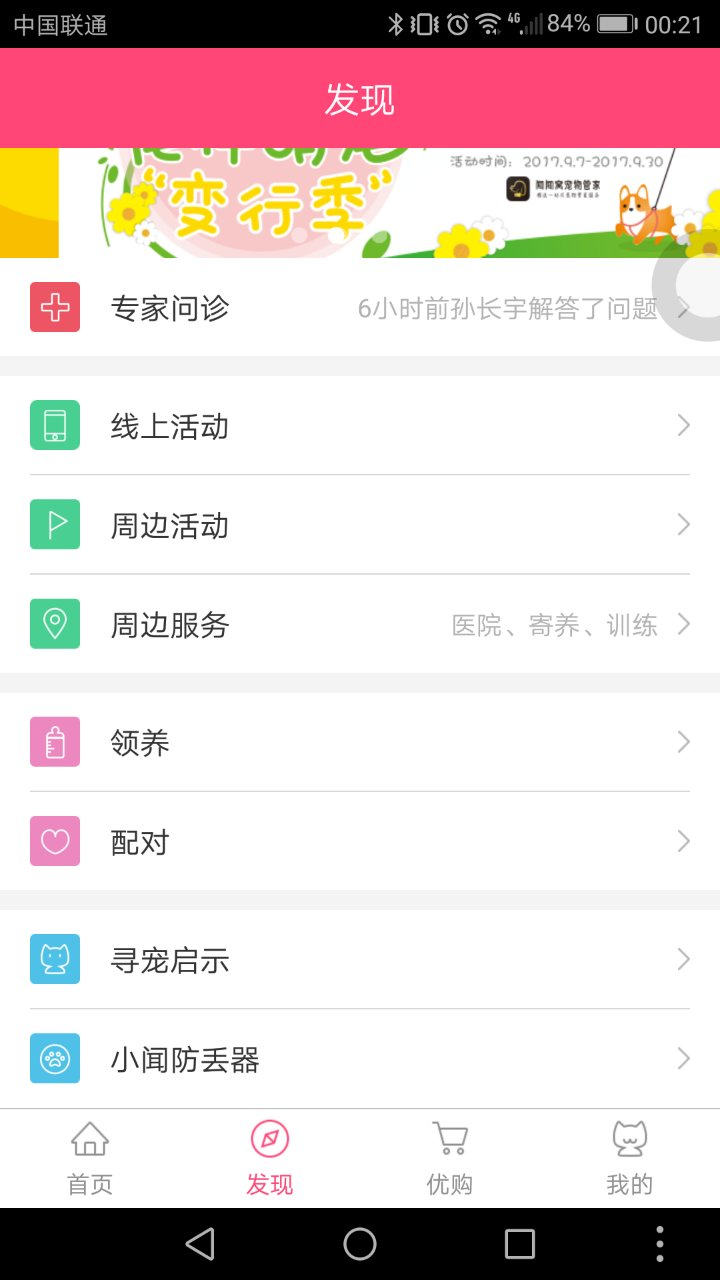 中国联通
4G 84% 00:21
发现
活动时间: 2017.9.7-2017.9.30
“变行季”
专家问诊
6小时前孙长宇解答了问题
线上活动
周边活动
周边服务
医院、寄养、训练
领养
配对
寻宠启示
小闻防丢器
首页
发现
优购
我的